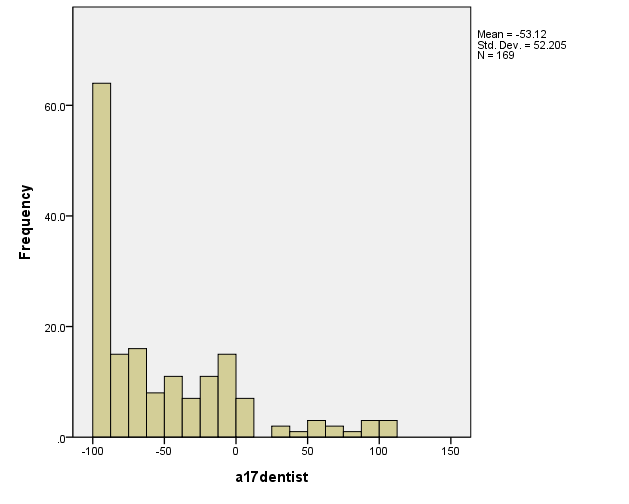 Mean = -53.12
Std. Dev. = 52.205
N = 169
60.0
40.0
20.0
.0
Frequency
-100 -50 0 50 100 150
a17dentist